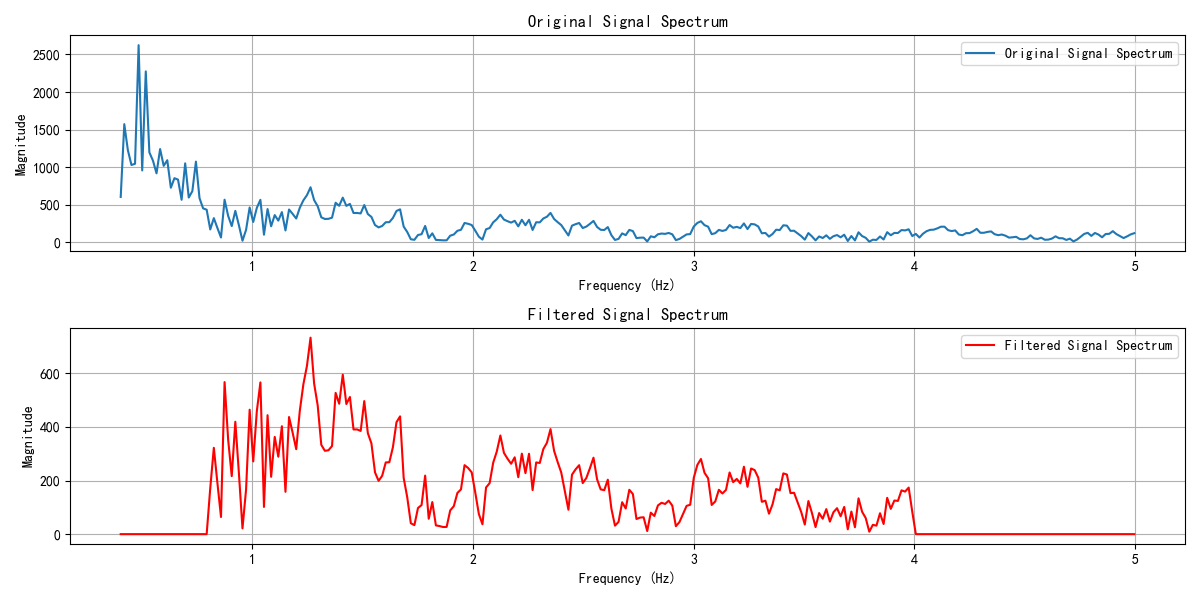 Original Signal Spectrum
Original Signal Spectrum
2500
2000
1500
1000
500
0
Magnitude
1 2 3 4 5
Frequency (Hz)
Filtered Signal Spectrum
Filtered Signal Spectrum
600
400
200
0
Magnitude
1 2 3 4 5
Frequency (Hz)